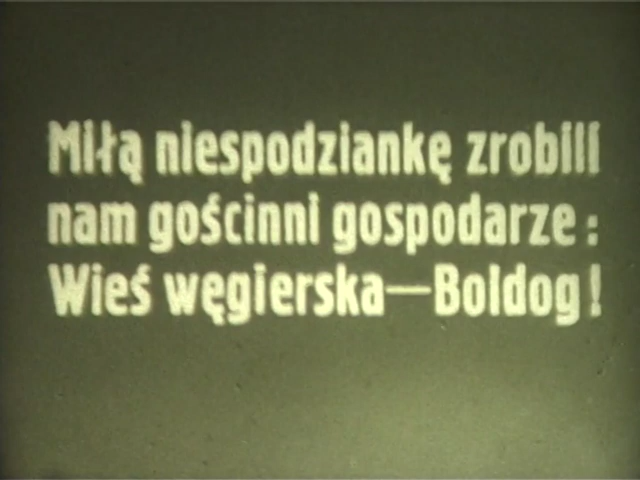 Miłą niespodziankę zrobili
nam gościnni gospodarze:
Wieś węgierska—Boldog!